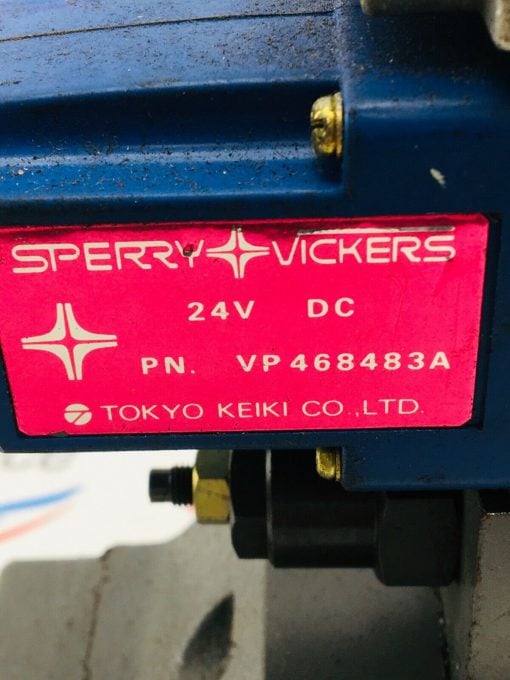 SPERRY VICKERS
24V DC
PN. VP468483A
TOKYO KEIKI CO.,LTD.